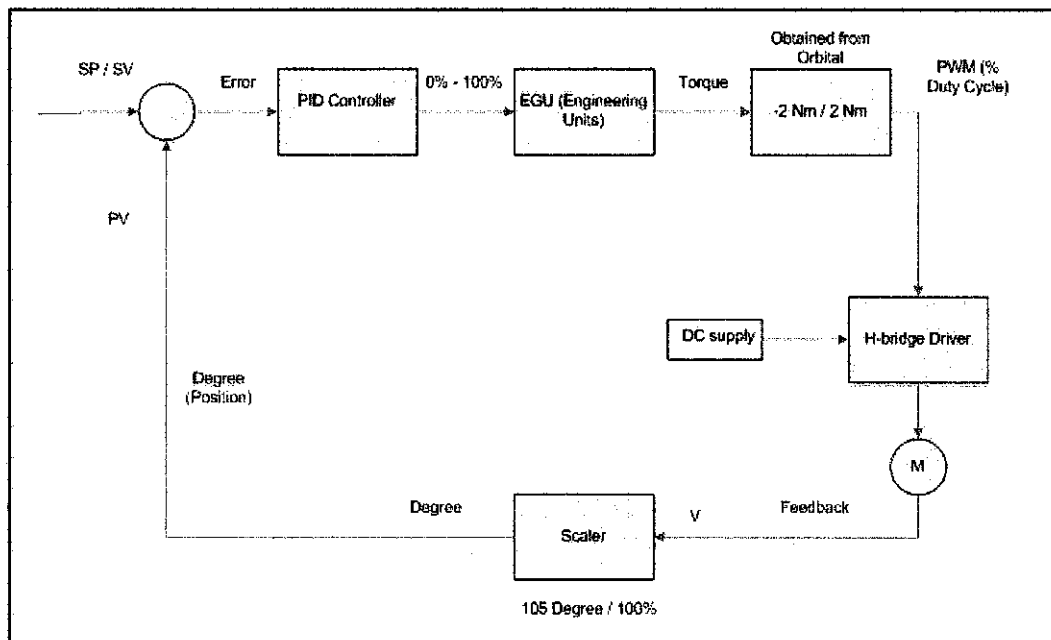 SP / SV
Error
PID Controller
0% - 100%
EGU (Engineering
Units)
Torque
Obtained from
Orbital
-2 Nm / 2 Nm
PWM (%
Duty Cycle)
PV
DC supply
H-bridge Driver
Degree
(Position)
M
Degree
Scaler
V
Feedback
105 Degree / 100%